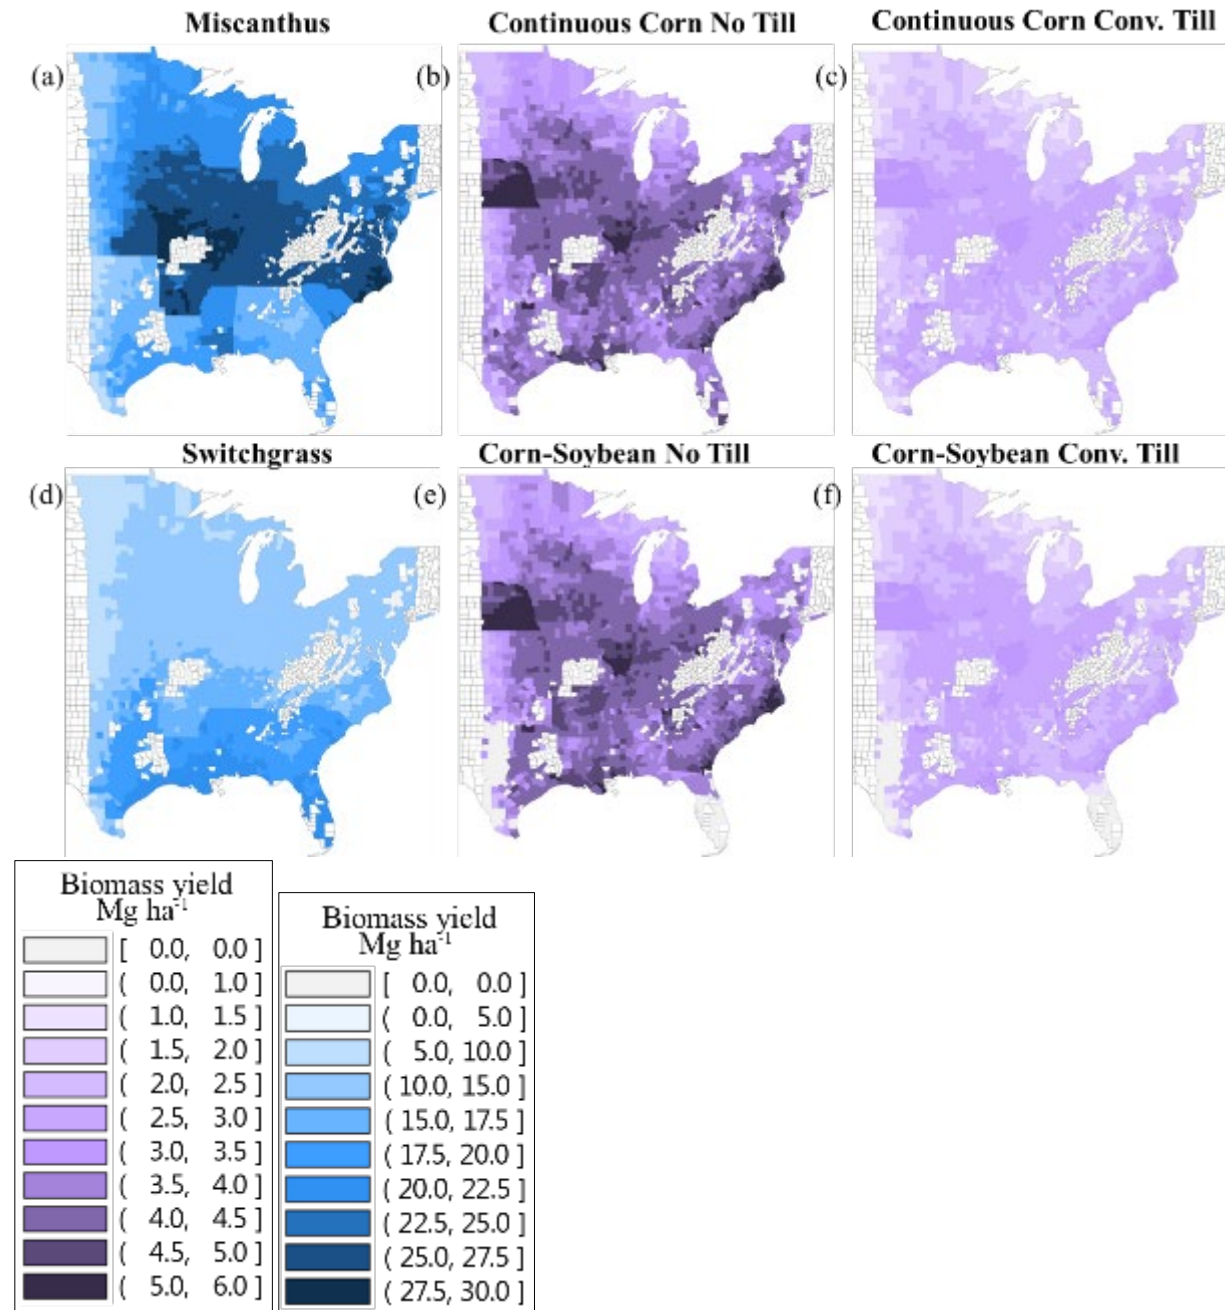 Miscanthus
Continuous Corn No Till
Continuous Corn Conv. Till
(a)
(b)
(c)
Switchgrass
Corn-Soybean No Till
Corn-Soybean Conv. Till
(d)
(e)
(f)
Biomass yield
Mg ha⁻¹
[ 0.0, 0.0 ]
( 0.0, 1.0 ]
( 1.0, 1.5 ]
( 1.5, 2.0 ]
( 2.0, 2.5 ]
( 2.5, 3.0 ]
( 3.0, 3.5 ]
( 3.5, 4.0 ]
( 4.0, 4.5 ]
( 4.5, 5.0 ]
( 5.0, 6.0 ]
Biomass yield
Mg ha⁻¹
[ 0.0, 0.0 ]
( 0.0, 5.0 ]
( 5.0, 10.0 ]
( 10.0, 15.0 ]
( 15.0, 17.5 ]
( 17.5, 20.0 ]
( 20.0, 22.5 ]
( 22.5, 25.0 ]
( 25.0, 27.5 ]
( 27.5, 30.0 ]